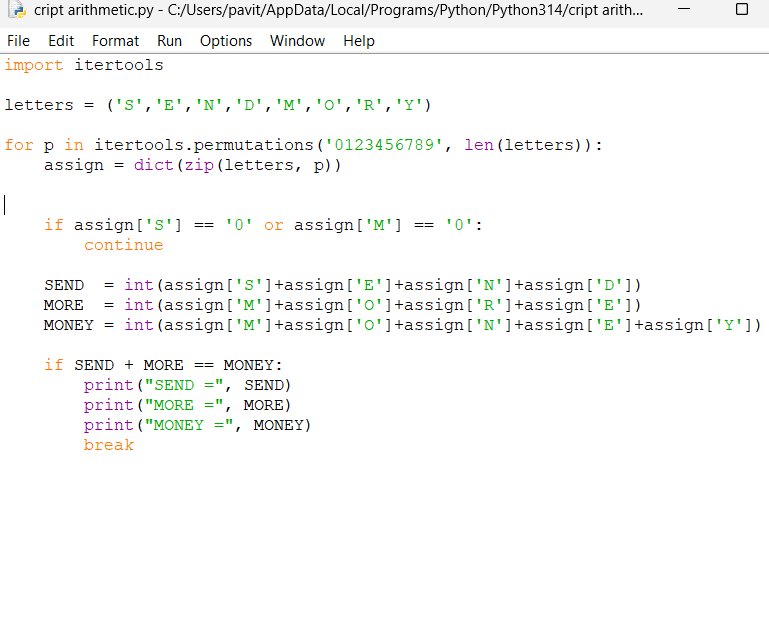 cript arithmetic.py - C:/Users/pavit/AppData/Local/Programs/Python/Python314/cript arith...
File Edit Format Run Options Window Help
import itertools
letters = ('S','E','N','D','M','O','R','Y')
for p in itertools.permutations('0123456789', len(letters)):
    assign = dict(zip(letters, p))
    if assign['S'] == '0' or assign['M'] == '0':
        continue
    SEND  = int(assign['S']+assign['E']+assign['N']+assign['D'])
    MORE  = int(assign['M']+assign['O']+assign['R']+assign['E'])
    MONEY = int(assign['M']+assign['O']+assign['N']+assign['E']+assign['Y'])
    if SEND + MORE == MONEY:
        print("SEND =", SEND)
        print("MORE =", MORE)
        print("MONEY =", MONEY)
        break